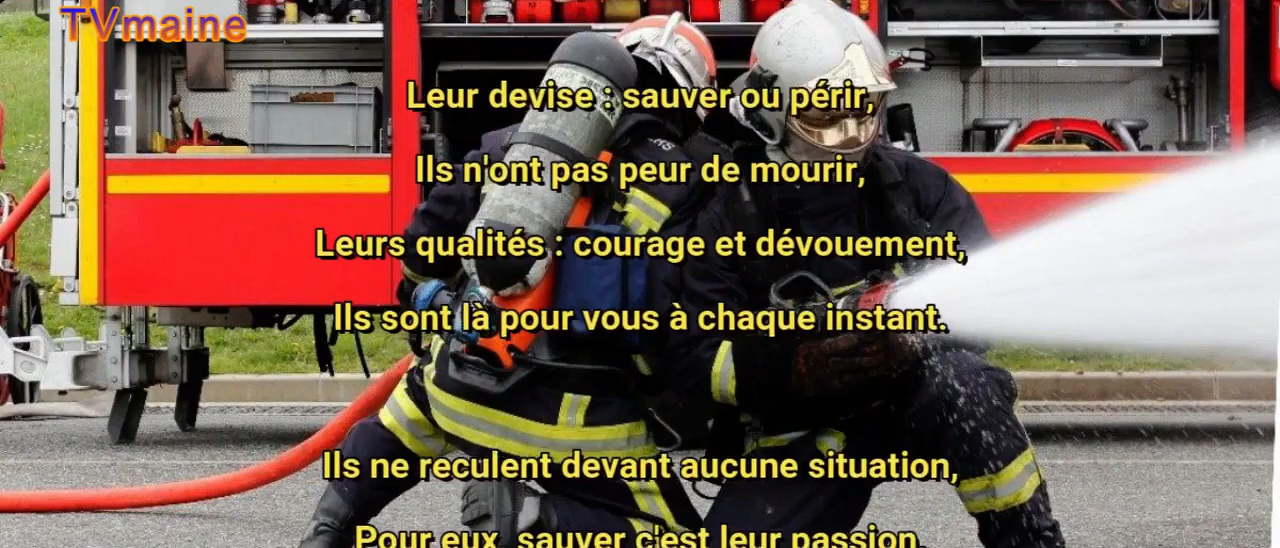 TVmaine
Leur devise : sauver ou périr,
Ils n'ont pas peur de mourir,
Leurs qualités : courage et dévouement,
Ils sont là pour vous à chaque instant.
Ils ne reculent devant aucune situation,
Pour eux, sauver c'est leur passion.